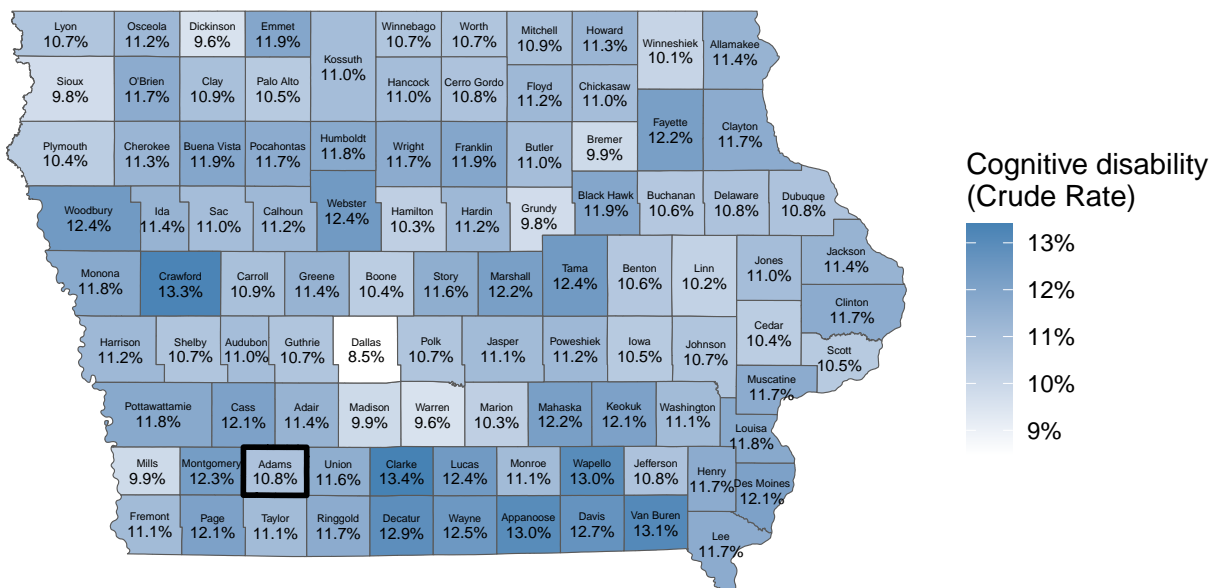 Lyon
10.7%
Osceola
11.2%
Dickinson
9.6%
Emmet
11.9%
Kossuth
11.0%
Winnebago
10.7%
Worth
10.7%
Mitchell
10.9%
Howard
11.3%
Winneshiek
10.1%
Allamakee
11.4%
Sioux
9.8%
O'Brien
11.7%
Clay
10.9%
Palo Alto
10.5%
Hancock
11.0%
Cerro Gordo
10.8%
Floyd
11.2%
Chickasaw
11.0%
Fayette
12.2%
Clayton
11.7%
Plymouth
10.4%
Cherokee
11.3%
Buena Vista
11.9%
Pocahontas
11.7%
Humboldt
11.8%
Wright
11.7%
Franklin
11.9%
Butler
11.0%
Bremer
9.9%
Woodbury
12.4%
Ida
11.4%
Sac
11.0%
Calhoun
11.2%
Webster
12.4%
Hamilton
10.3%
Hardin
11.2%
Grundy
9.8%
Black Hawk
11.9%
Buchanan
10.6%
Delaware
10.8%
Dubuque
10.8%
Monona
11.8%
Crawford
13.3%
Carroll
10.9%
Greene
11.4%
Boone
10.4%
Story
11.6%
Marshall
12.2%
Tama
12.4%
Benton
10.6%
Linn
10.2%
Jones
11.0%
Jackson
11.4%
Clinton
11.7%
Harrison
11.2%
Shelby
10.7%
Audubon
11.0%
Guthrie
10.7%
Dallas
8.5%
Polk
10.7%
Jasper
11.1%
Poweshiek
11.2%
Iowa
10.5%
Johnson
10.7%
Cedar
10.4%
Scott
10.5%
Muscatine
11.7%
Pottawattamie
11.8%
Cass
12.1%
Adair
11.4%
Madison
9.9%
Warren
9.6%
Marion
10.3%
Mahaska
12.2%
Keokuk
12.1%
Washington
11.1%
Louisa
11.8%
Mills
9.9%
Montgomery
12.3%
Adams
10.8%
Union
11.6%
Clarke
13.4%
Lucas
12.4%
Monroe
11.1%
Wapello
13.0%
Jefferson
10.8%
Henry
11.7%
Des Moines
12.1%
Fremont
11.1%
Page
12.1%
Taylor
11.1%
Ringgold
11.7%
Decatur
12.9%
Wayne
12.5%
Appanoose
13.0%
Davis
12.7%
Van Buren
13.1%
Lee
11.7%
Cognitive disability
(Crude Rate)
13%
12%
11%
10%
9%